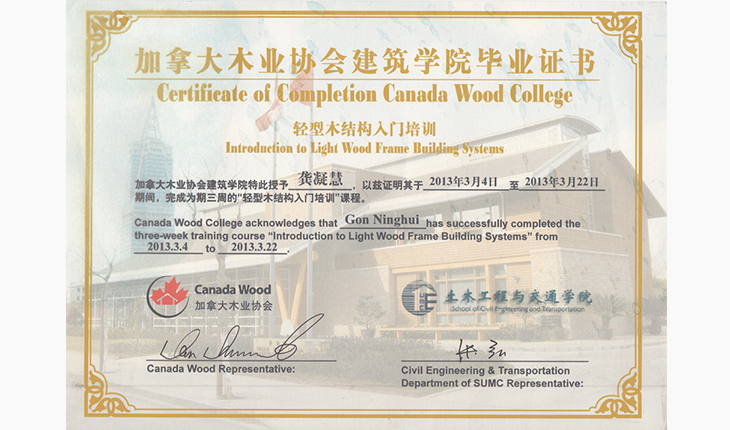 加拿大木业协会建筑学院毕业证书
Certificate of Completion Canada Wood College
轻型木结构入门培训
Introduction to Light Wood Frame Building Systems
加拿大木业协会建筑学院特此授予 龚凝慧 ，以兹证明其于 2013年3月4日 至 2013年3月22日
期间，完成为期三周的“轻型木结构入门培训”课程。
Canada Wood College acknowledges that Gon Ninghui has successfully completed the
three-week training course “Introduction to Light Wood Frame Building Systems” from
2013.3.4 to 2013.3.22.
Canada Wood
加拿大木业协会
土木工程与交通学院
School of Civil Engineering and Transportation
Canada Wood Representative:
Civil Engineering & Transportation
Department of SUMC Representative: